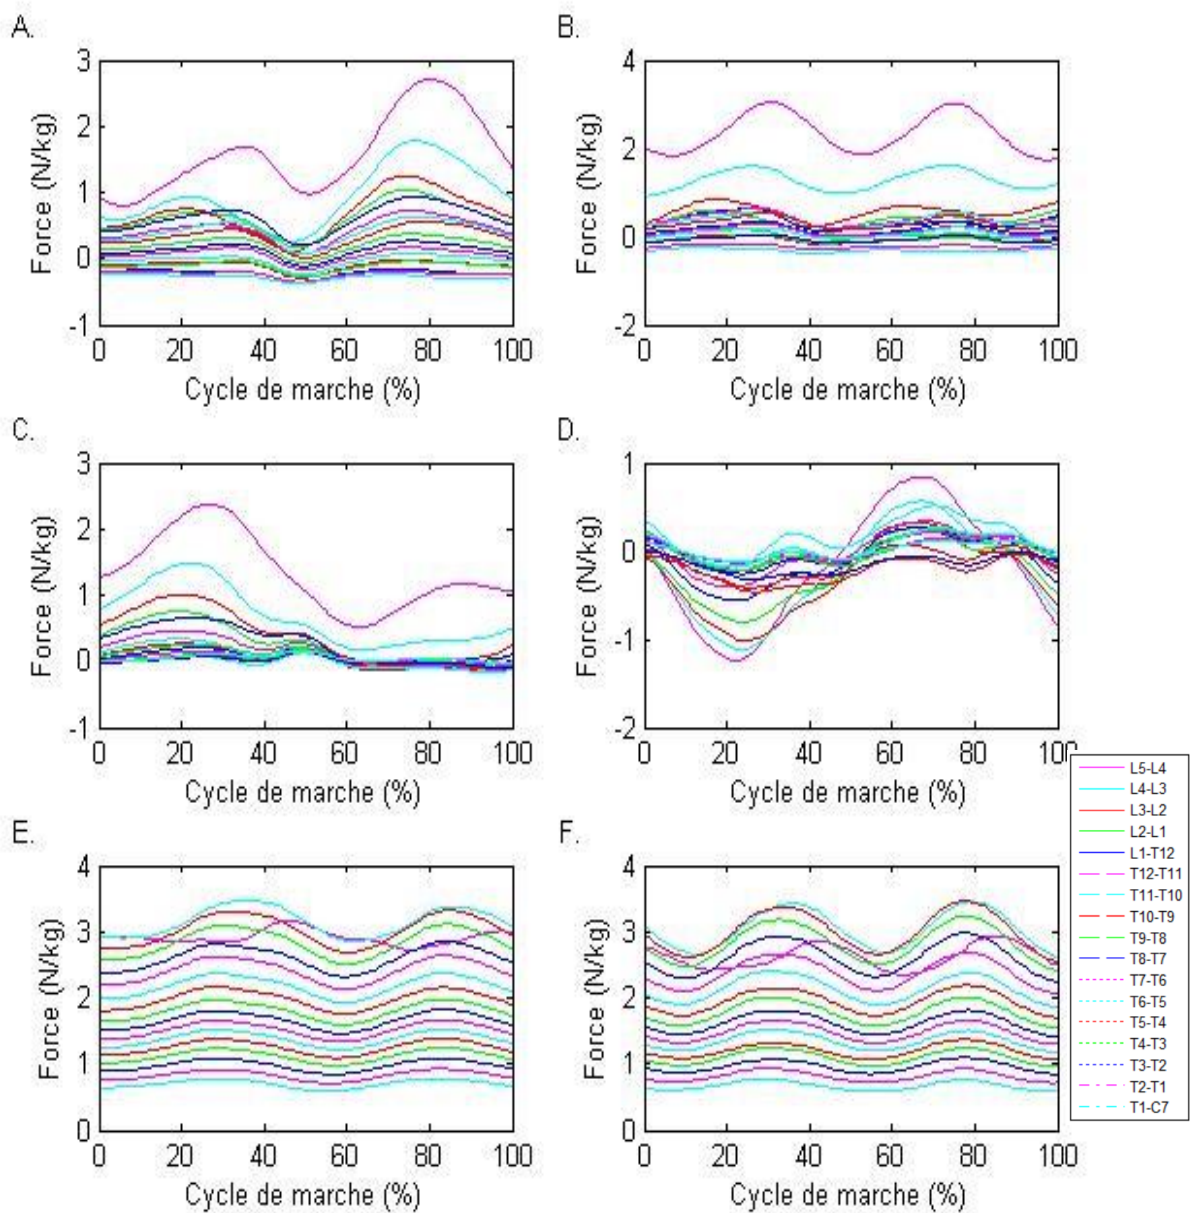 A.
Force (N/kg)
3
2
1
0
-1
0 20 40 60 80 100
Cycle de marche (%)
B.
Force (N/kg)
4
2
0
-2
0 20 40 60 80 100
Cycle de marche (%)
C.
Force (N/kg)
3
2
1
0
-1
0 20 40 60 80 100
Cycle de marche (%)
D.
Force (N/kg)
1
0
-1
-2
0 20 40 60 80 100
Cycle de marche (%)
E.
Force (N/kg)
4
3
2
1
0
0 20 40 60 80 100
Cycle de marche (%)
F.
Force (N/kg)
4
3
2
1
0
0 20 40 60 80 100
Cycle de marche (%)
L5-L4
L4-L3
L3-L2
L2-L1
L1-T12
T12-T11
T11-T10
T10-T9
T9-T8
T8-T7
T7-T6
T6-T5
T5-T4
T4-T3
T3-T2
T2-T1
T1-C7